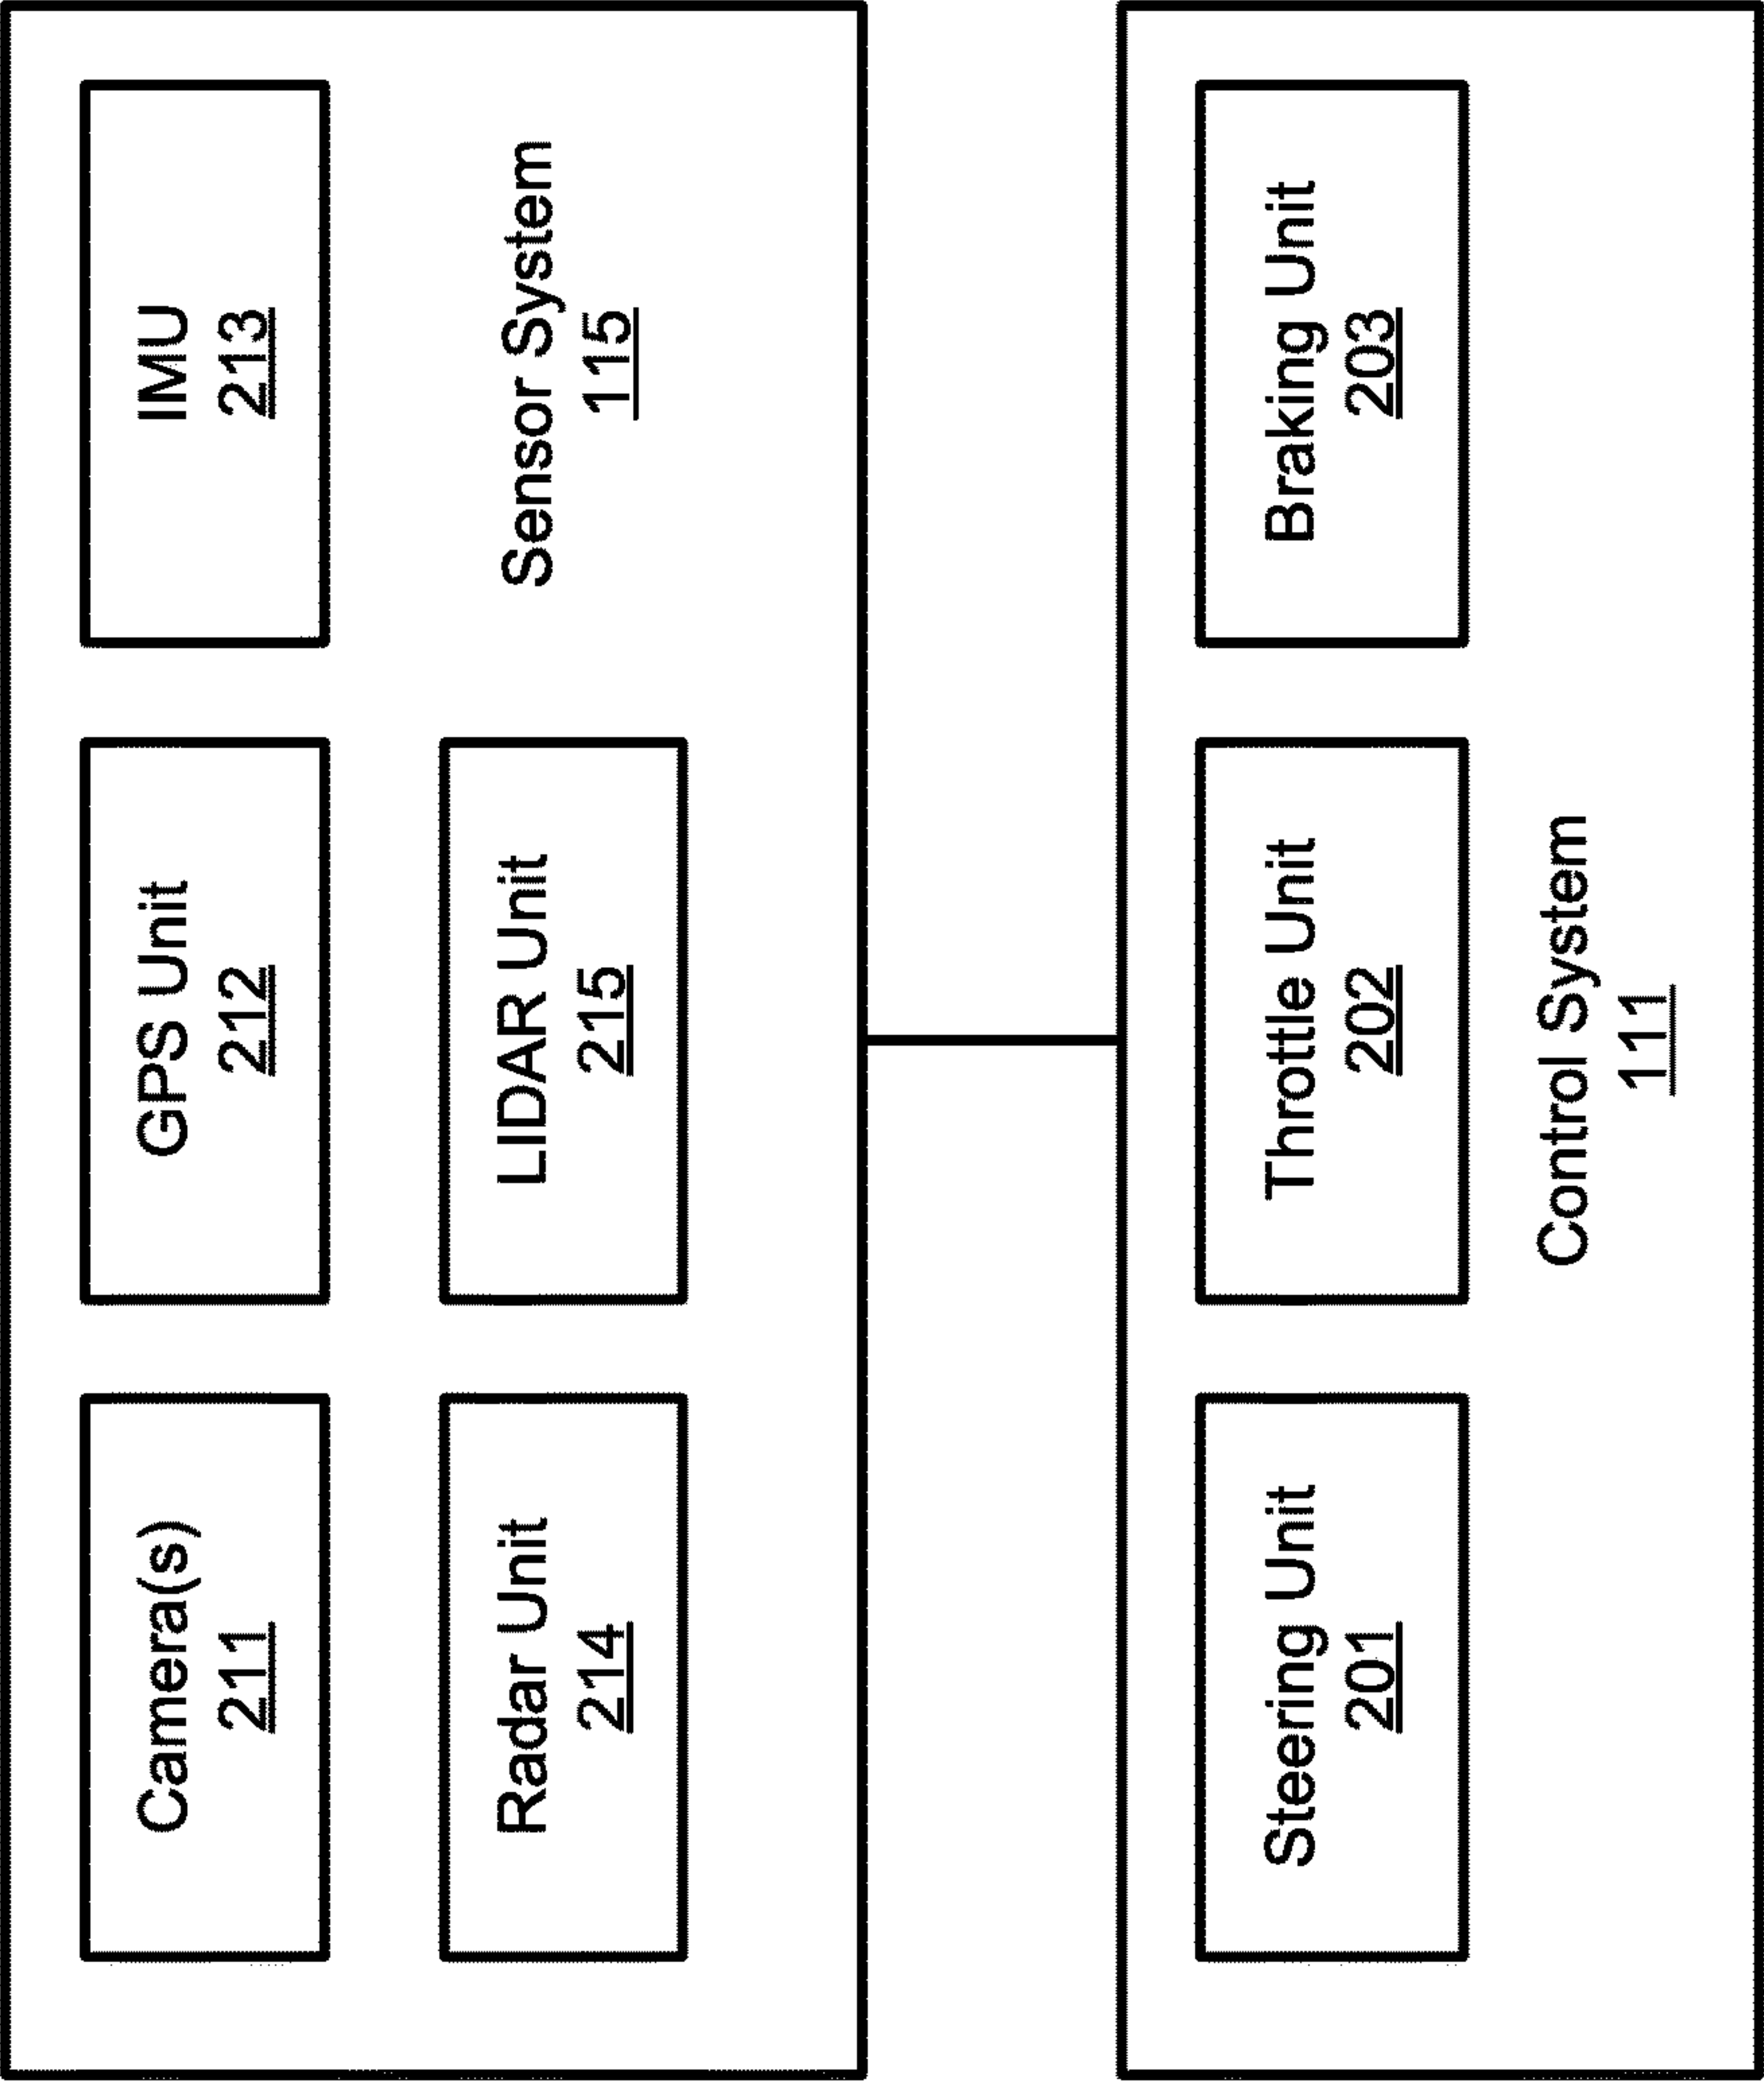 Camera(s)
211
GPS Unit
212
IMU
213
Radar Unit
214
LIDAR Unit
215
Sensor System
115
Steering Unit
201
Throttle Unit
202
Braking Unit
203
Control System
111